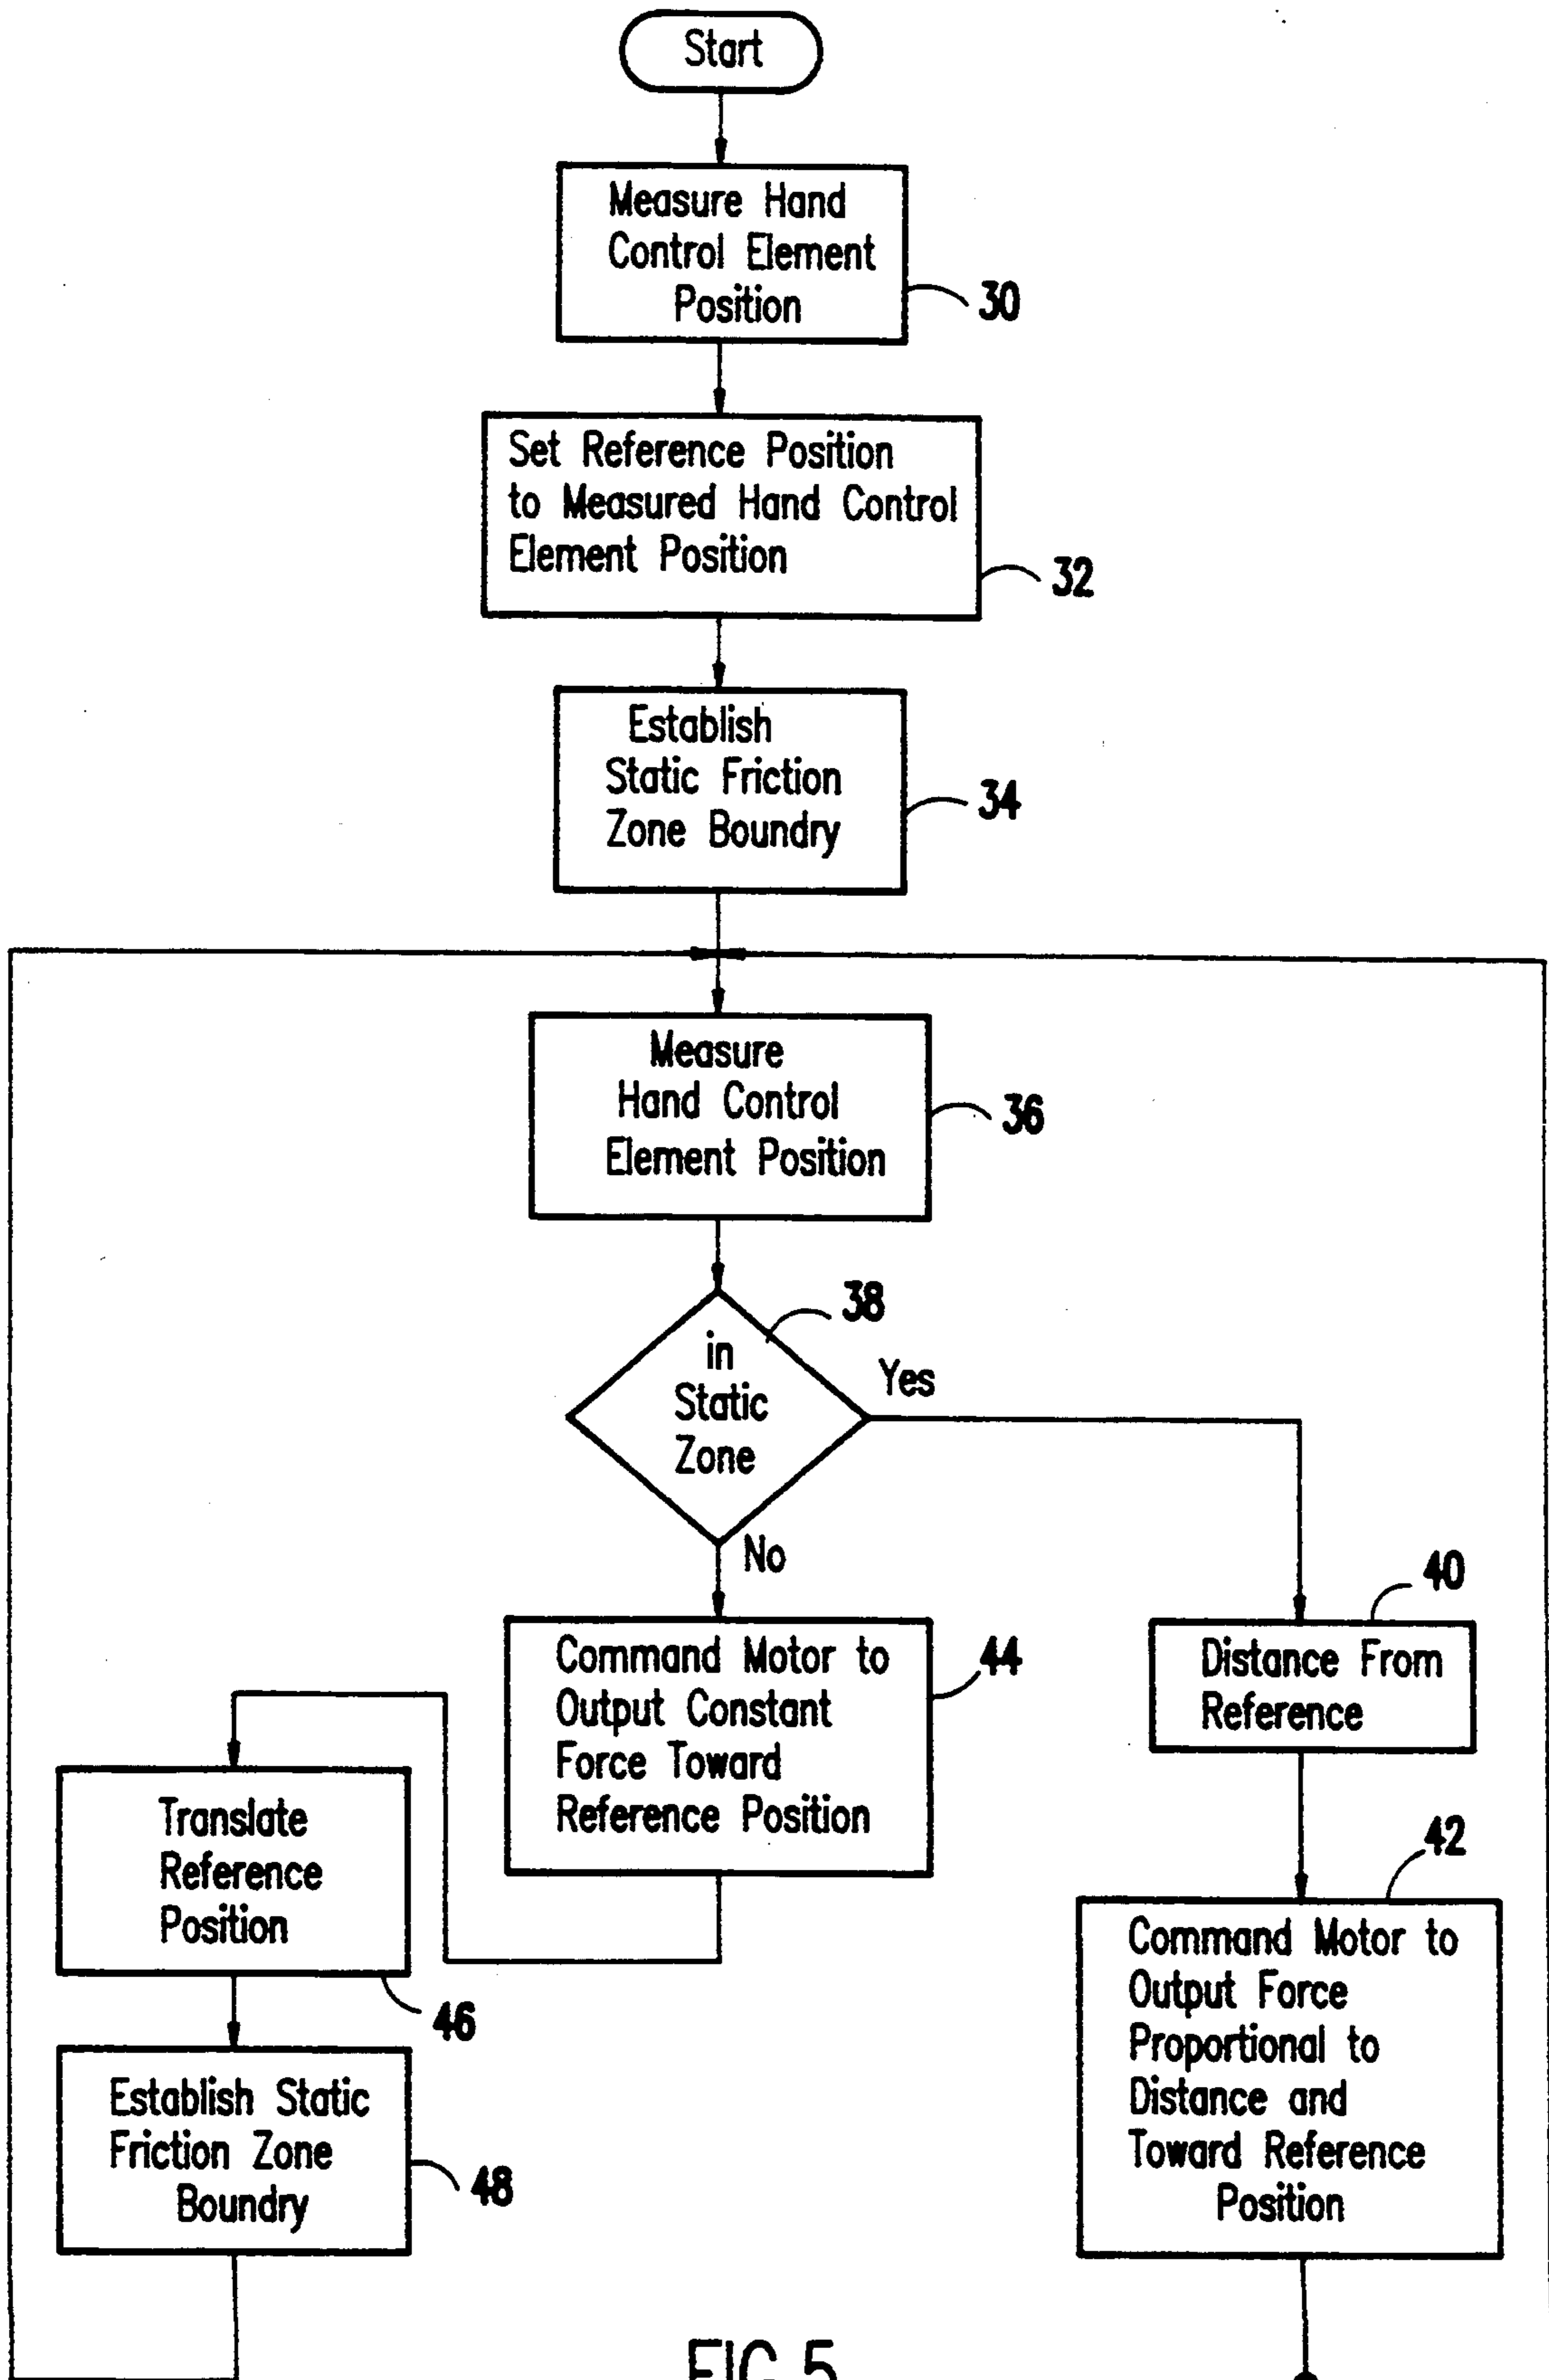 Start
Measure Hand
Control Element
Position
30
Set Reference Position
to Measured Hand Control
Element Position
32
Establish
Static Friction
Zone Boundry
34
Measure
Hand Control
Element Position
36
38
in
Static
Zone
Yes
No
40
Distance From
Reference
Command Motor to
Output Constant
Force Toward
Reference Position
44
Translate
Reference
Position
46
42
Command Motor to
Output Force
Proportional to
Distance and
Toward Reference
Position
Establish Static
Friction Zone
Boundry
48
FIG.5